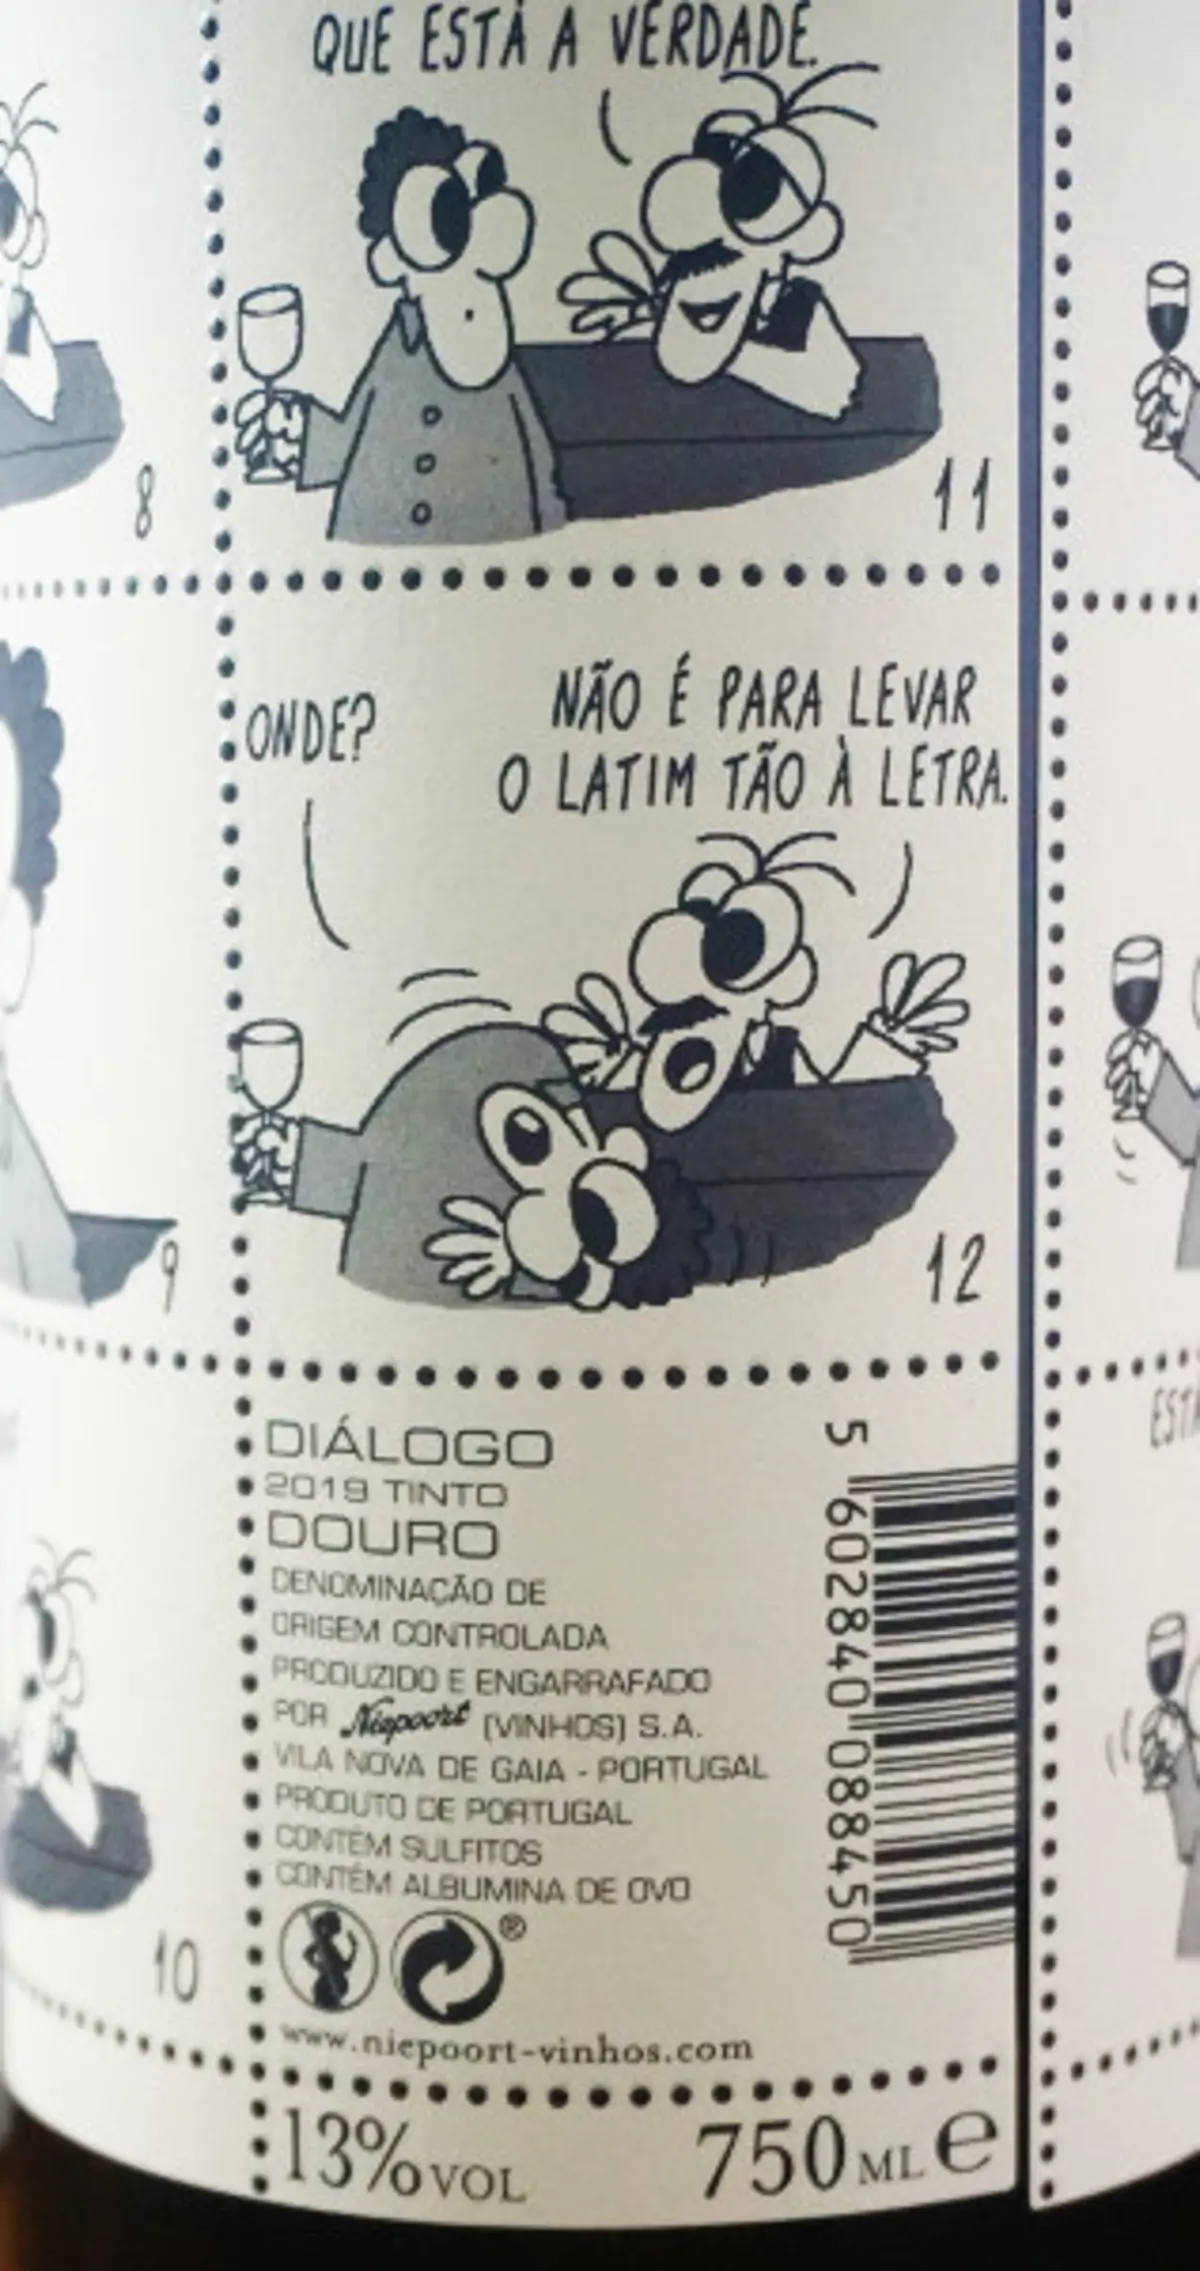 QUE ESTÁ A VERDADE.
8
11
ONDE?
NÃO É PARA LEVAR
O LATIM TÃO À LETRA.
9
12
DIÁLOGO
2019 TINTO
DOURO
DENOMINAÇÃO DE
ORIGEM CONTROLADA
PRODUZIDO E ENGARRAFADO
POR Niepoort (VINHOS) S.A.
VILA NOVA DE GAIA - PORTUGAL
PRODUTO DE PORTUGAL
CONTÉM SULFITOS
CONTÉM ALBUMINA DE OVO
®
www.niepoort-vinhos.com
5 602840 088450
10
13% VOL
750 ML e